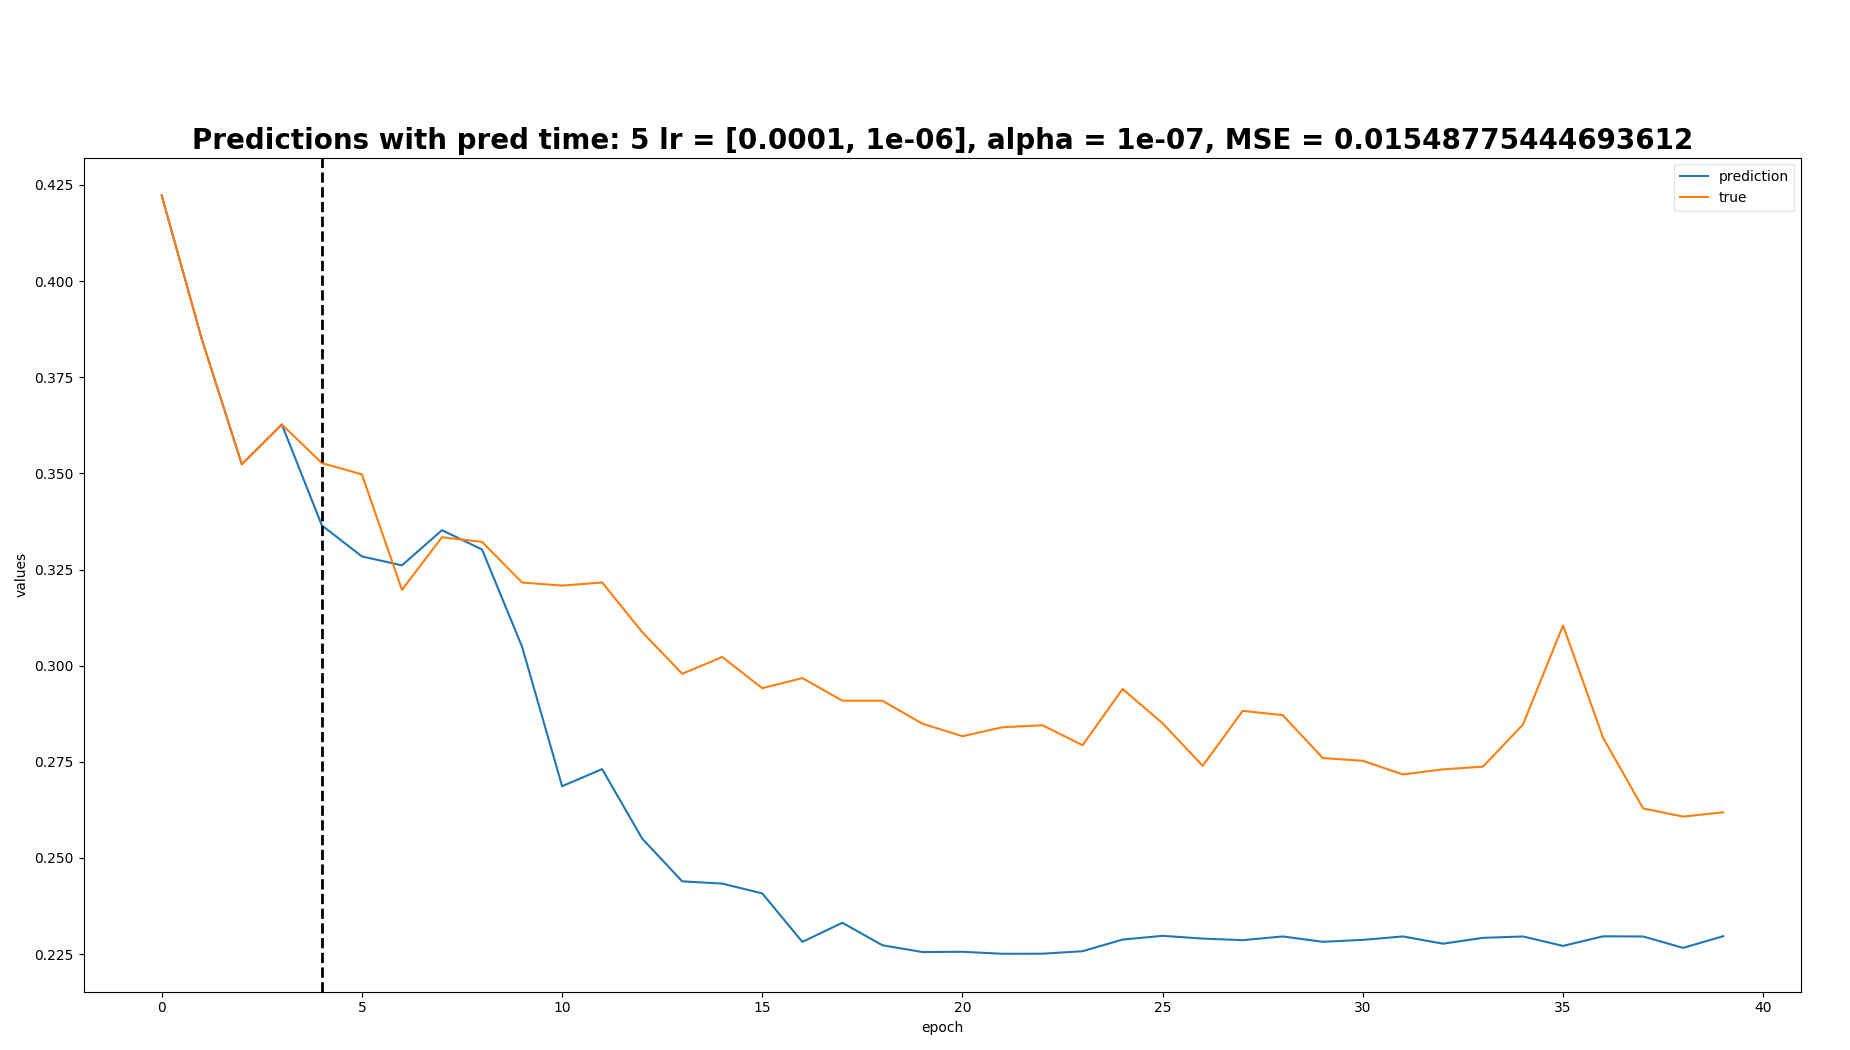 Predictions with pred time: 5 lr = [0.0001, 1e-06], alpha = 1e-07, MSE = 0.01548775444693612
prediction
true
0.425
0.400
0.375
0.350
0.325
0.300
0.275
0.250
0.225
values
0 5 10 15 20 25 30 35 40
epoch